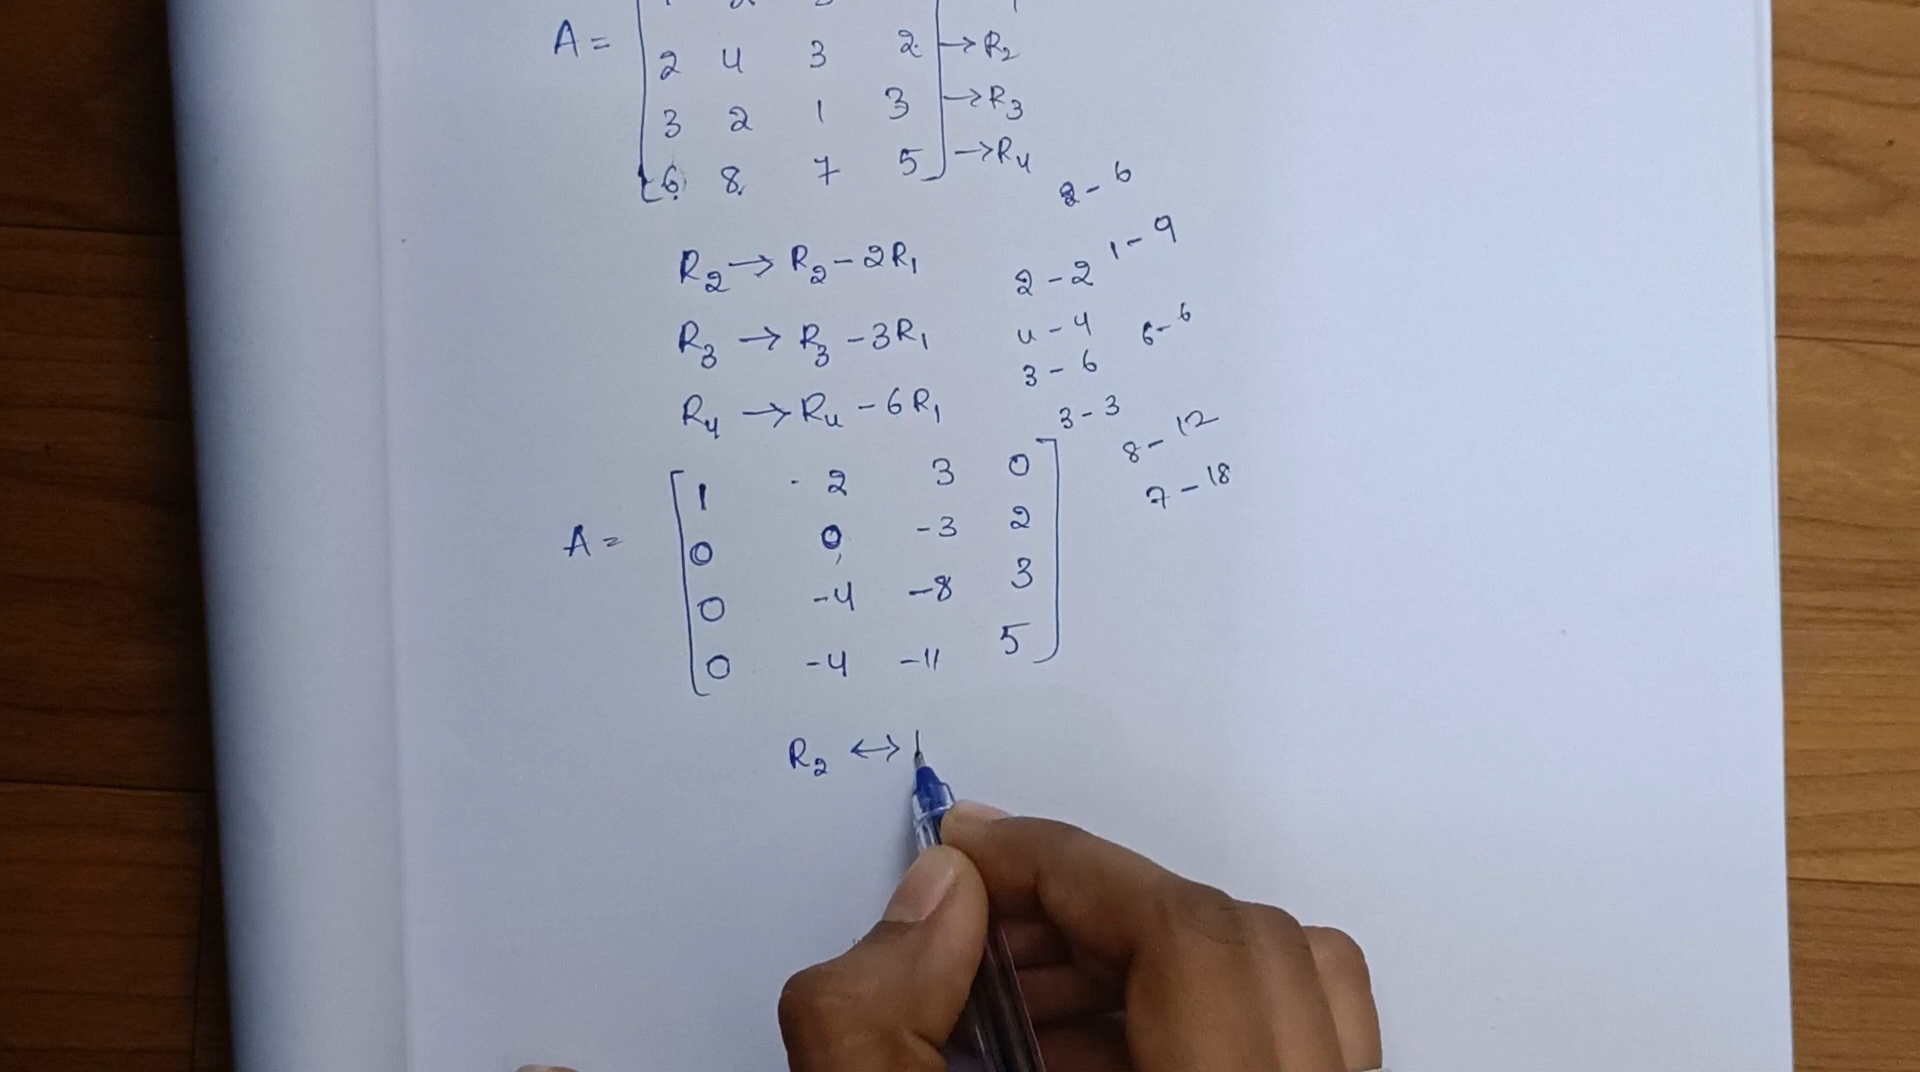 A =
2 4 3 2 → R2
3 2 1 3 → R3
6 8 7 5 → R4
2 - 6
1 - 9
R2 → R2 - 2R1
2 - 2
R3 → R3 - 3R1
4 - 4
6 - 6
3 - 6
R4 → R4 - 6R1
3 - 3
8 - 12
7 - 18
A =
1 2 3 0
0 0 -3 2
0 -4 -8 3
0 -4 -11 5
R2 ↔